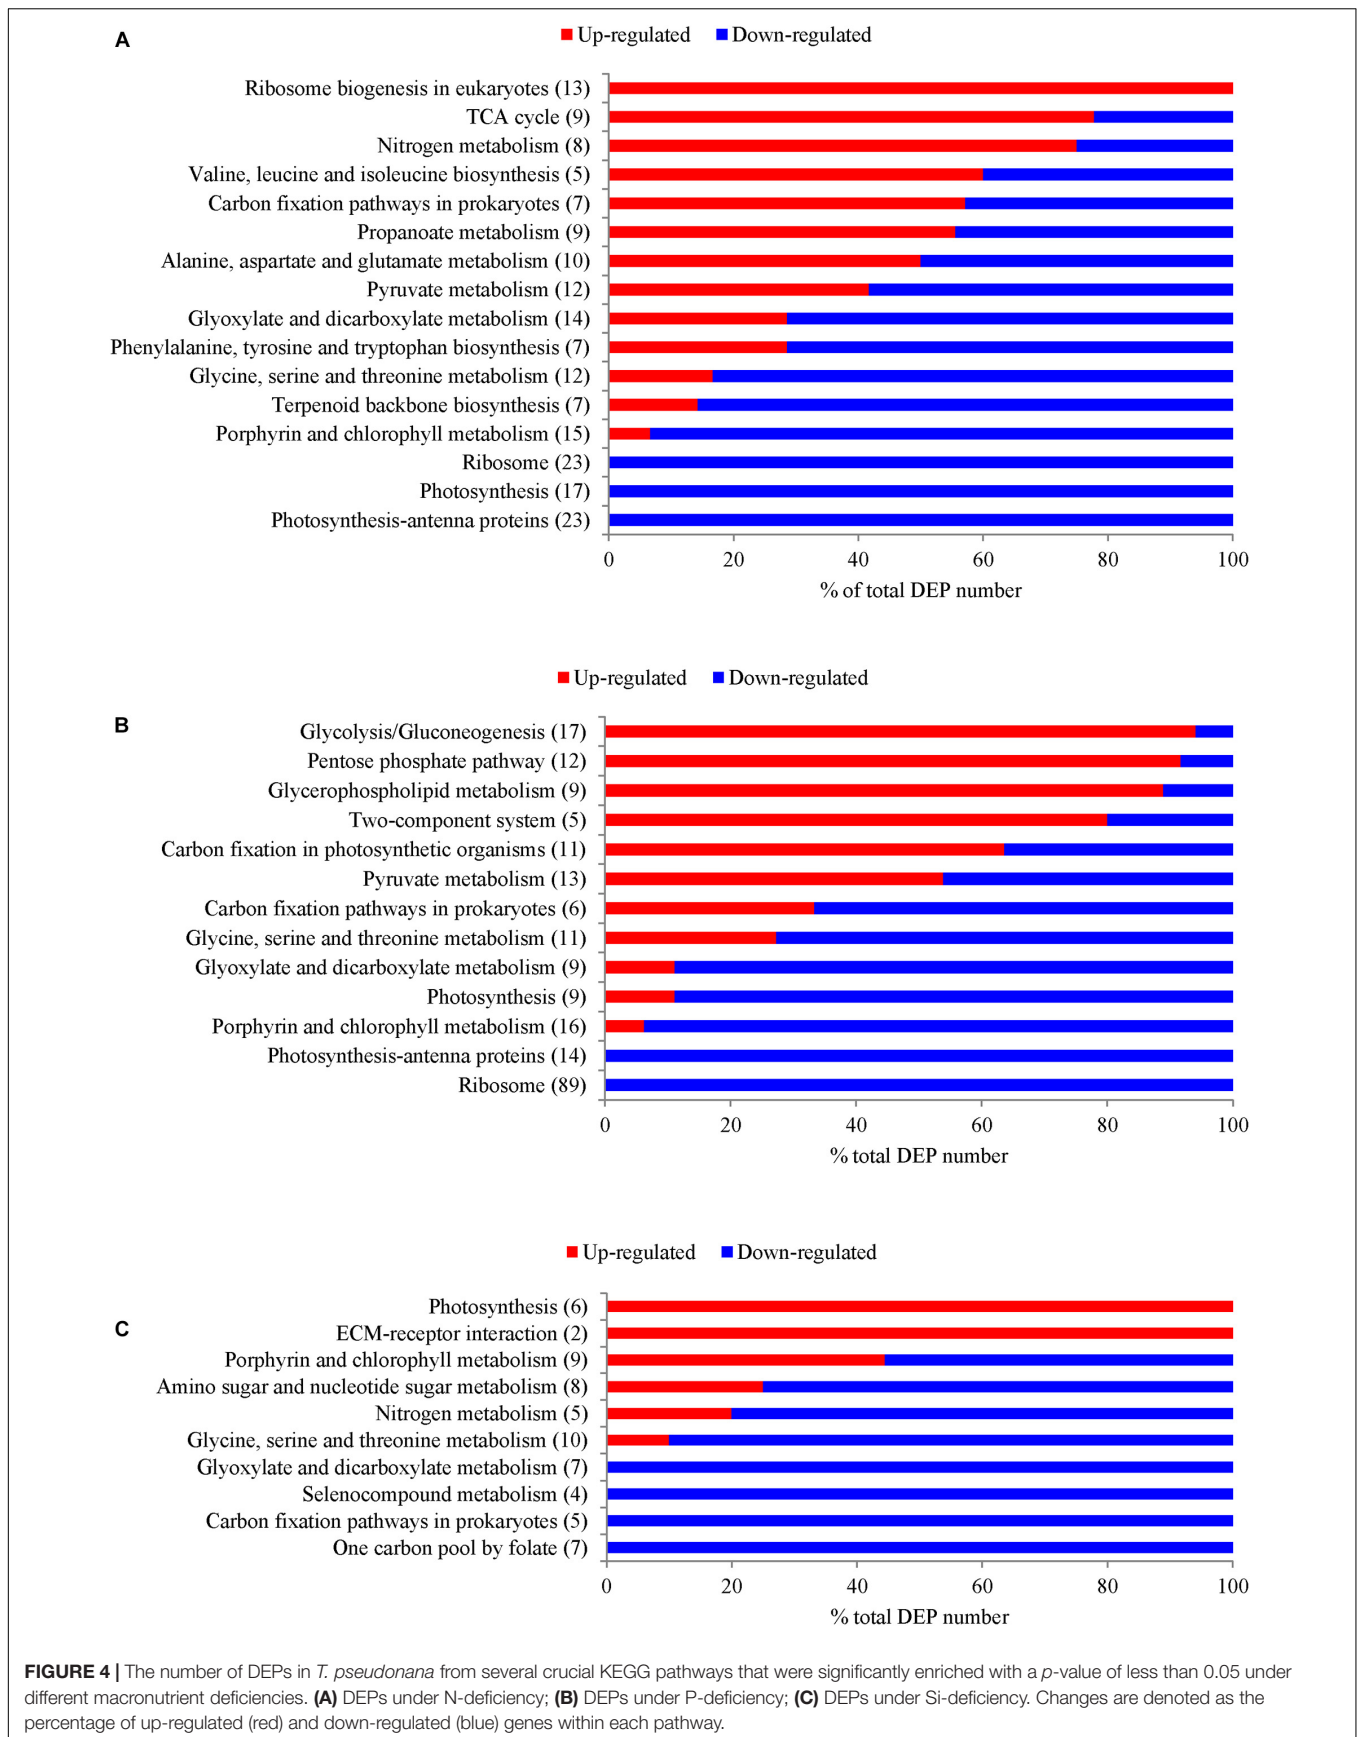 A
Up-regulated Down-regulated
Ribosome biogenesis in eukaryotes (13)
TCA cycle (9)
Nitrogen metabolism (8)
Valine, leucine and isoleucine biosynthesis (5)
Carbon fixation pathways in prokaryotes (7)
Propanoate metabolism (9)
Alanine, aspartate and glutamate metabolism (10)
Pyruvate metabolism (12)
Glyoxylate and dicarboxylate metabolism (14)
Phenylalanine, tyrosine and tryptophan biosynthesis (7)
Glycine, serine and threonine metabolism (12)
Terpenoid backbone biosynthesis (7)
Porphyrin and chlorophyll metabolism (15)
Ribosome (23)
Photosynthesis (17)
Photosynthesis-antenna proteins (23)
0 20 40 60 80 100
% of total DEP number
Up-regulated Down-regulated
B
Glycolysis/Gluconeogenesis (17)
Pentose phosphate pathway (12)
Glycerophospholipid metabolism (9)
Two-component system (5)
Carbon fixation in photosynthetic organisms (11)
Pyruvate metabolism (13)
Carbon fixation pathways in prokaryotes (6)
Glycine, serine and threonine metabolism (11)
Glyoxylate and dicarboxylate metabolism (9)
Photosynthesis (9)
Porphyrin and chlorophyll metabolism (16)
Photosynthesis-antenna proteins (14)
Ribosome (89)
0 20 40 60 80 100
% total DEP number
Up-regulated Down-regulated
C
Photosynthesis (6)
ECM-receptor interaction (2)
Porphyrin and chlorophyll metabolism (9)
Amino sugar and nucleotide sugar metabolism (8)
Nitrogen metabolism (5)
Glycine, serine and threonine metabolism (10)
Glyoxylate and dicarboxylate metabolism (7)
Selenocompound metabolism (4)
Carbon fixation pathways in prokaryotes (5)
One carbon pool by folate (7)
0 20 40 60 80 100
% total DEP number
FIGURE 4 | The number of DEPs in T. pseudonana from several crucial KEGG pathways that were significantly enriched with a p-value of less than 0.05 under
different macronutrient deficiencies. (A) DEPs under N-deficiency; (B) DEPs under P-deficiency; (C) DEPs under Si-deficiency. Changes are denoted as the
percentage of up-regulated (red) and down-regulated (blue) genes within each pathway.